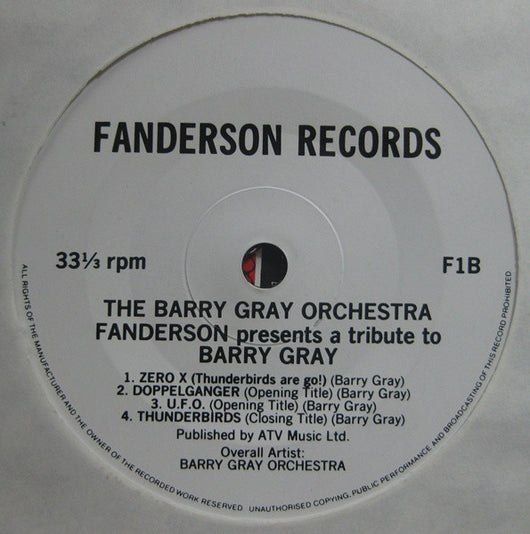 FANDERSON RECORDS
33⅓ rpm
F1B
THE BARRY GRAY ORCHESTRA
FANDERSON presents a tribute to
BARRY GRAY
1. ZERO X (Thunderbirds are go!) (Barry Gray)
2. DOPPELGANGER (Opening Title) (Barry Gray)
3. U.F.O. (Opening Title) (Barry Gray)
4. THUNDERBIRDS (Closing Title) (Barry Gray)
Published by ATV Music Ltd.
Overall Artist:
BARRY GRAY ORCHESTRA
ALL RIGHTS OF THE MANUFACTURER AND THE OWNER OF THE RECORDED WORK RESERVED UNAUTHORISED COPYING, PUBLIC PERFORMANCE AND BROADCASTING OF THIS RECORD PROHIBITED